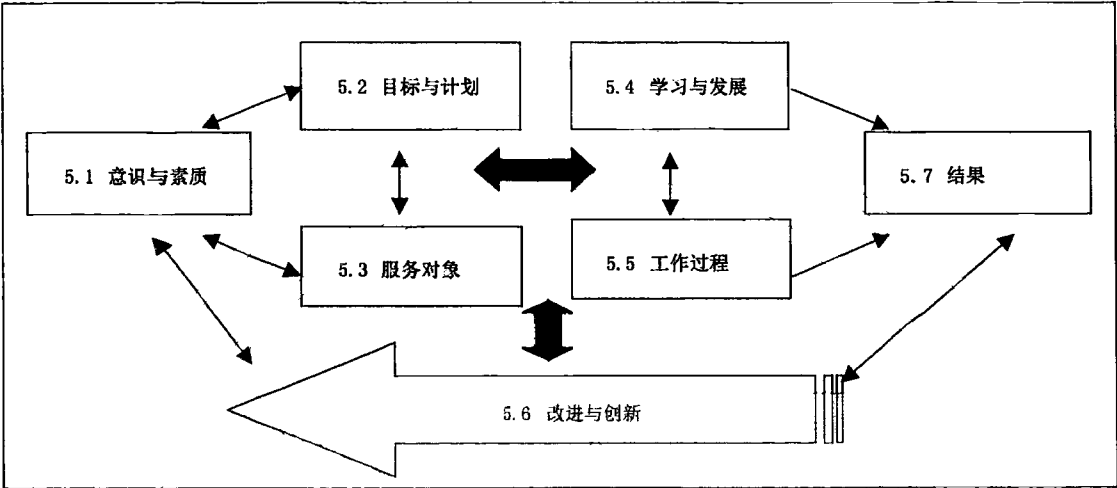 5.2 目标与计划
5.4 学习与发展
5.1 意识与素质
5.7 结果
5.3 服务对象
5.5 工作过程
5.6 改进与创新